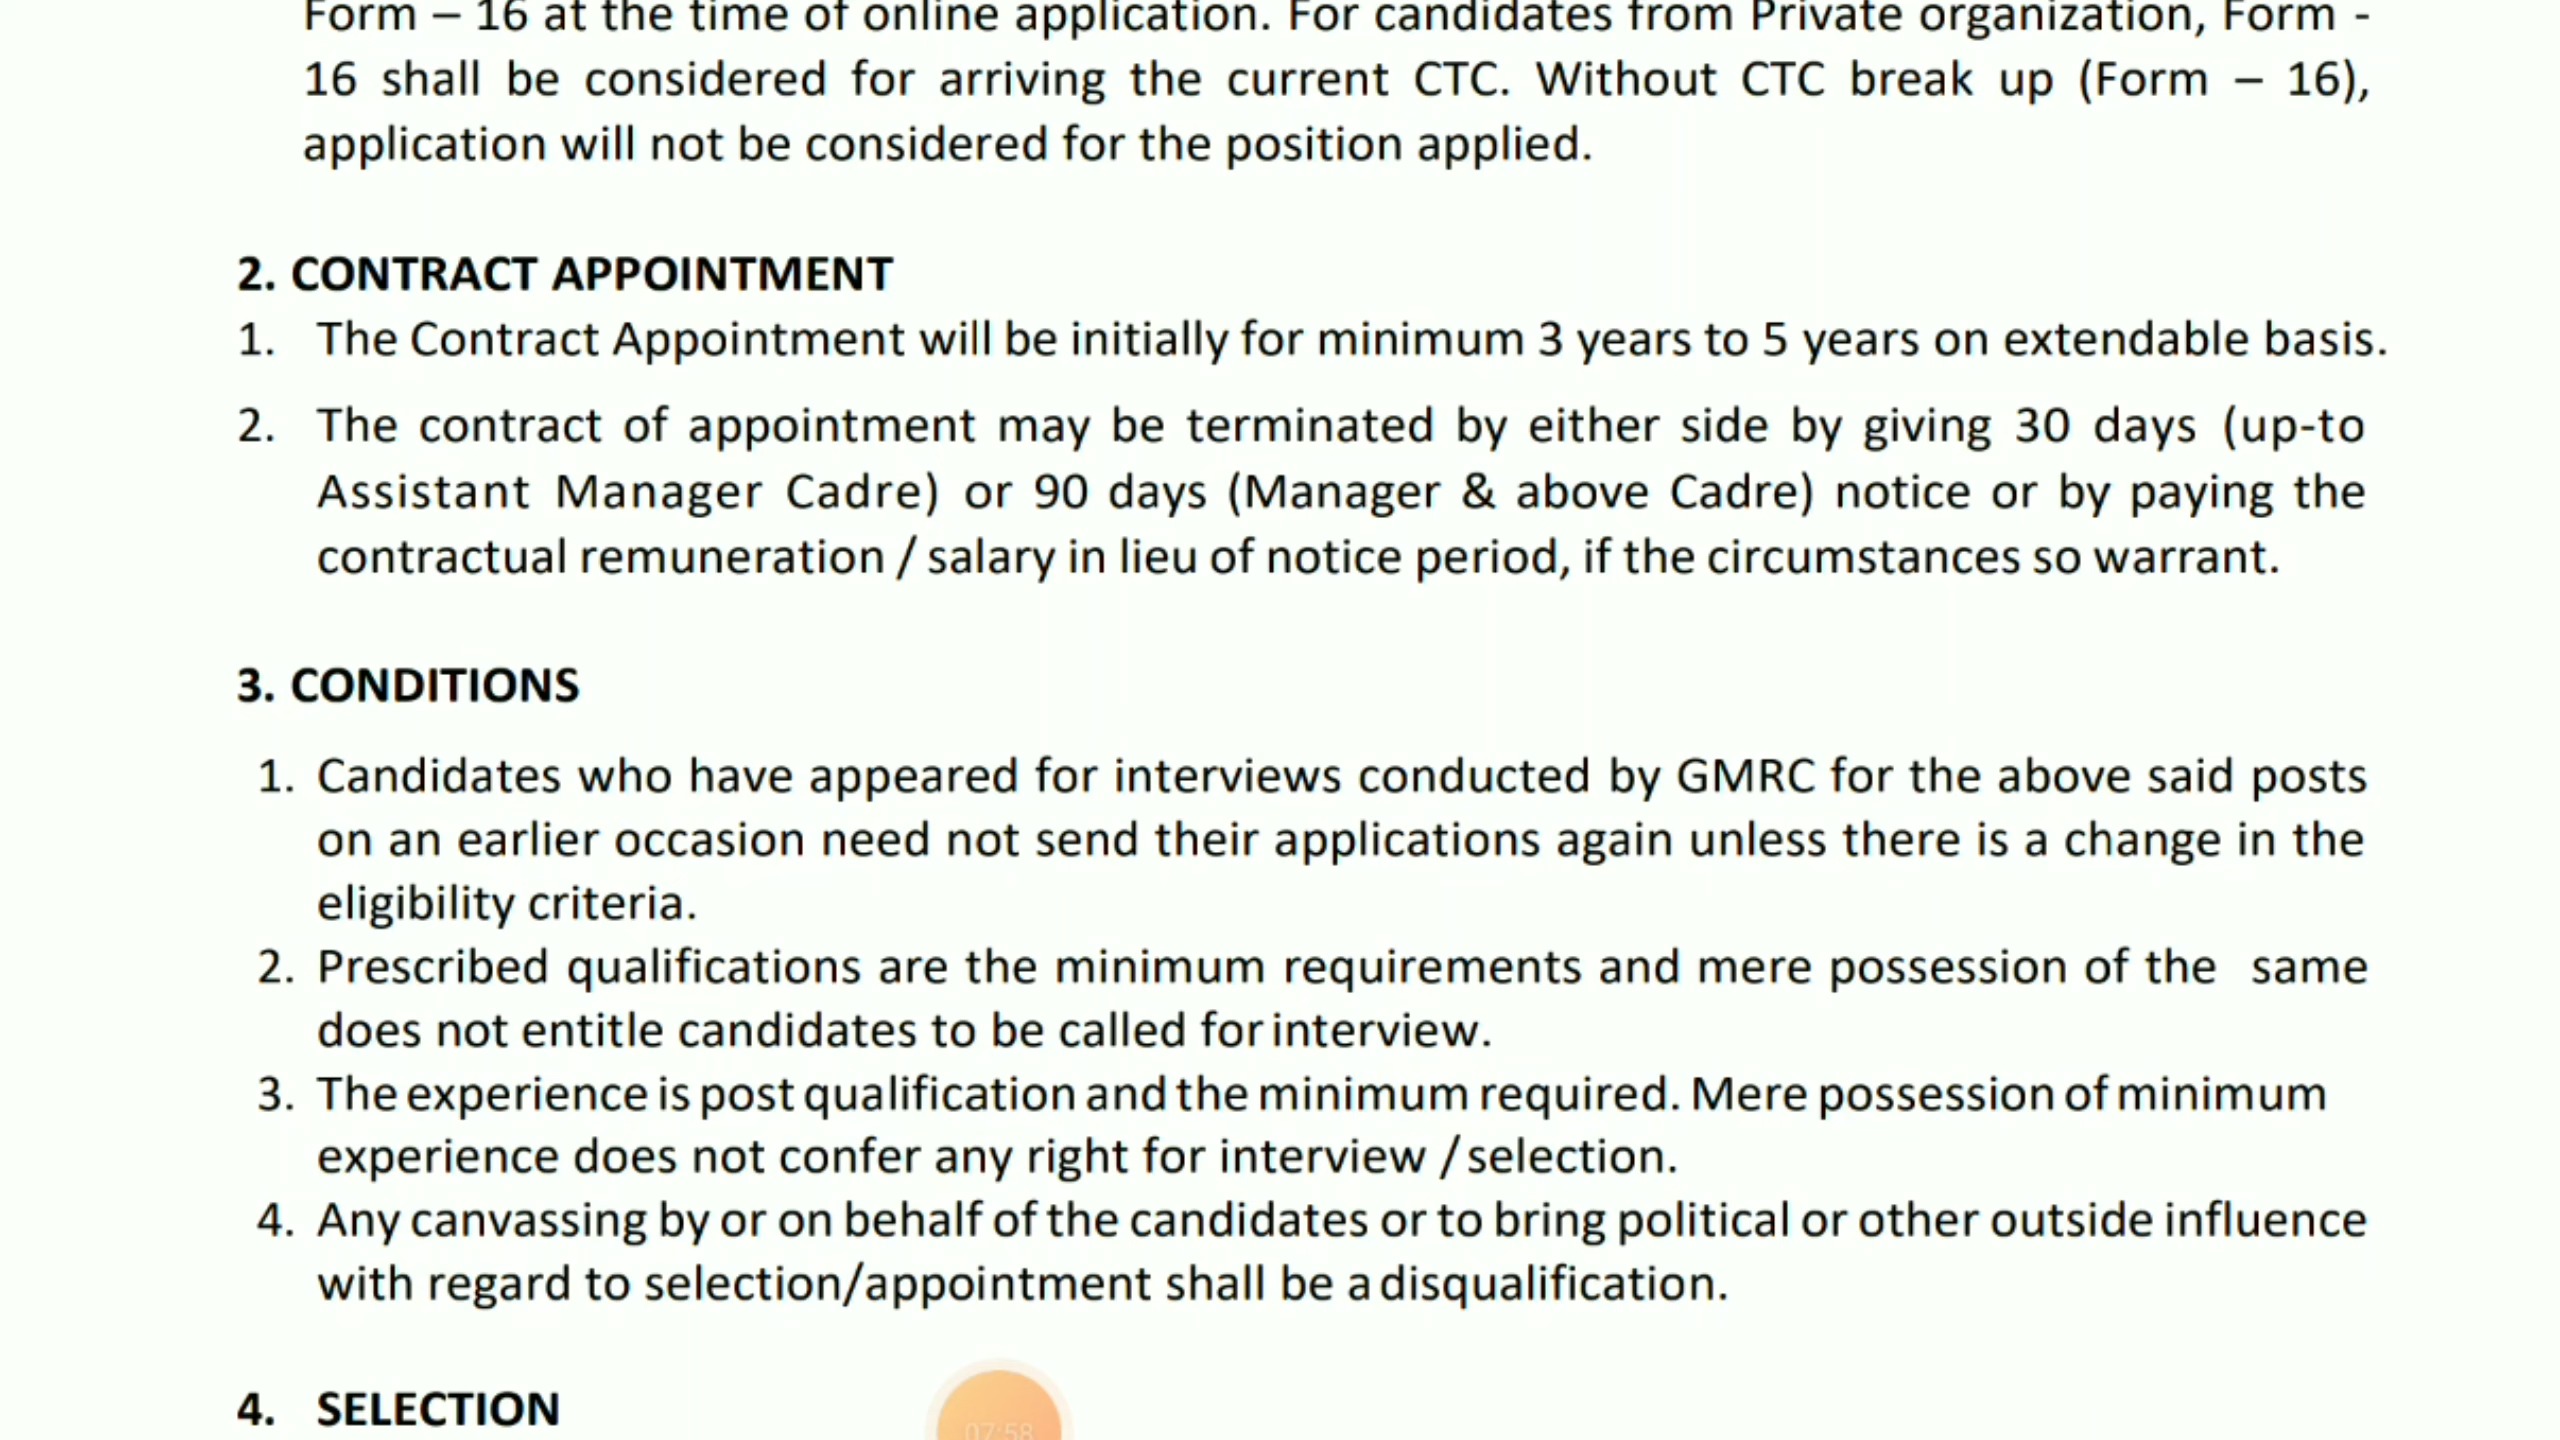 Form – 16 at the time of online application. For candidates from Private organization, Form -
16 shall be considered for arriving the current CTC. Without CTC break up (Form – 16),
application will not be considered for the position applied.
2. CONTRACT APPOINTMENT
1. The Contract Appointment will be initially for minimum 3 years to 5 years on extendable basis.
2. The contract of appointment may be terminated by either side by giving 30 days (up-to
Assistant Manager Cadre) or 90 days (Manager & above Cadre) notice or by paying the
contractual remuneration / salary in lieu of notice period, if the circumstances so warrant.
3. CONDITIONS
1. Candidates who have appeared for interviews conducted by GMRC for the above said posts
on an earlier occasion need not send their applications again unless there is a change in the
eligibility criteria.
2. Prescribed qualifications are the minimum requirements and mere possession of the same
does not entitle candidates to be called for interview.
3. The experience is post qualification and the minimum required. Mere possession of minimum
experience does not confer any right for interview / selection.
4. Any canvassing by or on behalf of the candidates or to bring political or other outside influence
with regard to selection/appointment shall be a disqualification.
4. SELECTION
07:58